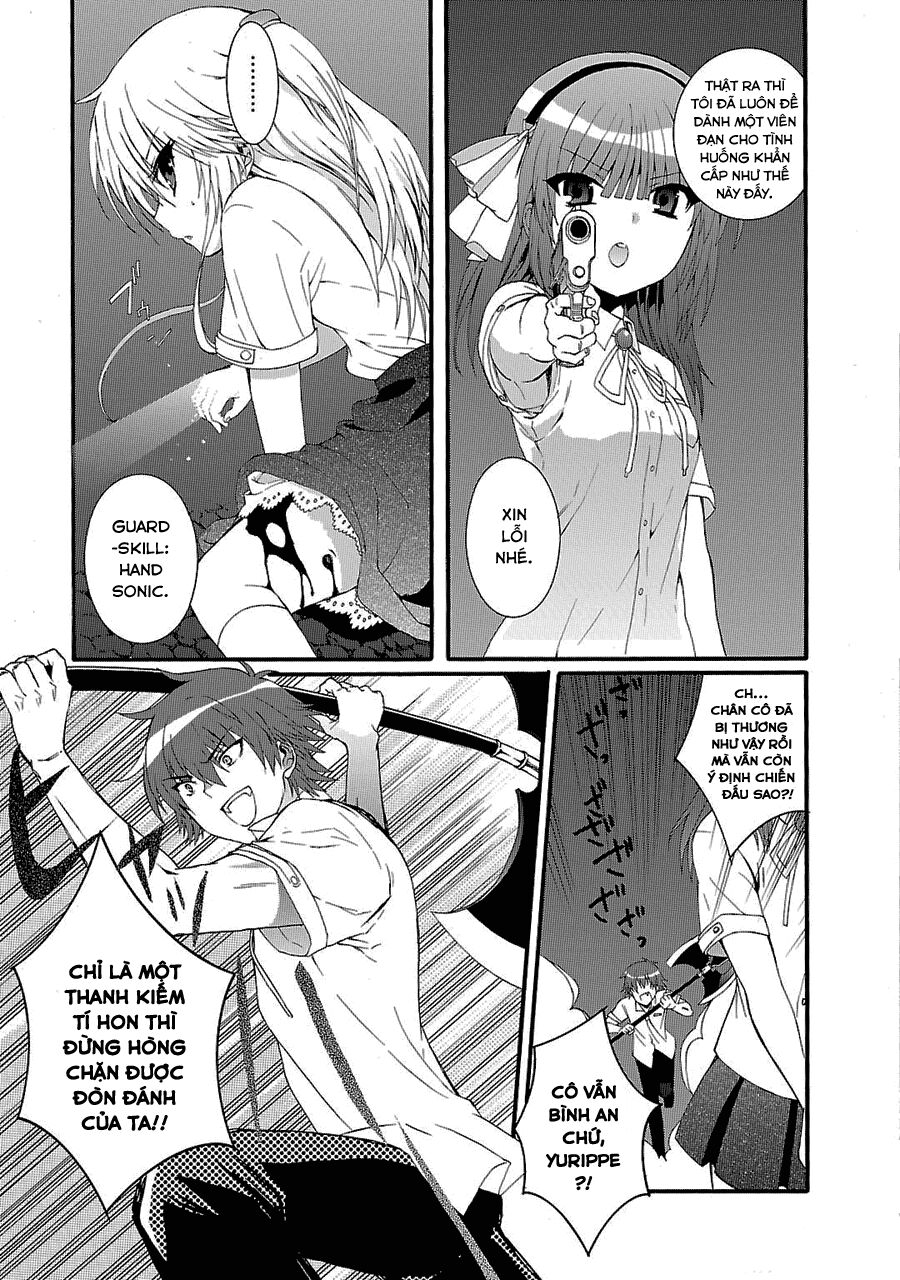 THẬT RA THÌ
TÔI ĐÃ LUÔN ĐỂ
DÀNH MỘT VIÊN
ĐẠN CHO TÌNH
HUỐNG KHẨN
CẤP NHƯ THẾ
NÀY ĐẤY.
XIN
LỖI
NHÉ.
.........
ズ
ヴッ
GUARD
-SKILL:
HAND
SONIC.
CH...
CHÂN CÔ ĐÃ
BỊ THƯƠNG
NHƯ VẬY RỒI
MÀ VẪN CÒN
Ý ĐỊNH CHIẾN
ĐẤU SAO?!
CÔ VẪN
BÌNH AN
CHỨ,
YURIPPE
?!
CHỈ LÀ MỘT
THANH KIẾM
TÍ HON THÌ
ĐỪNG HÒNG
CHẶN ĐƯỢC
ĐÒN ĐÁNH
CỦA TA!!